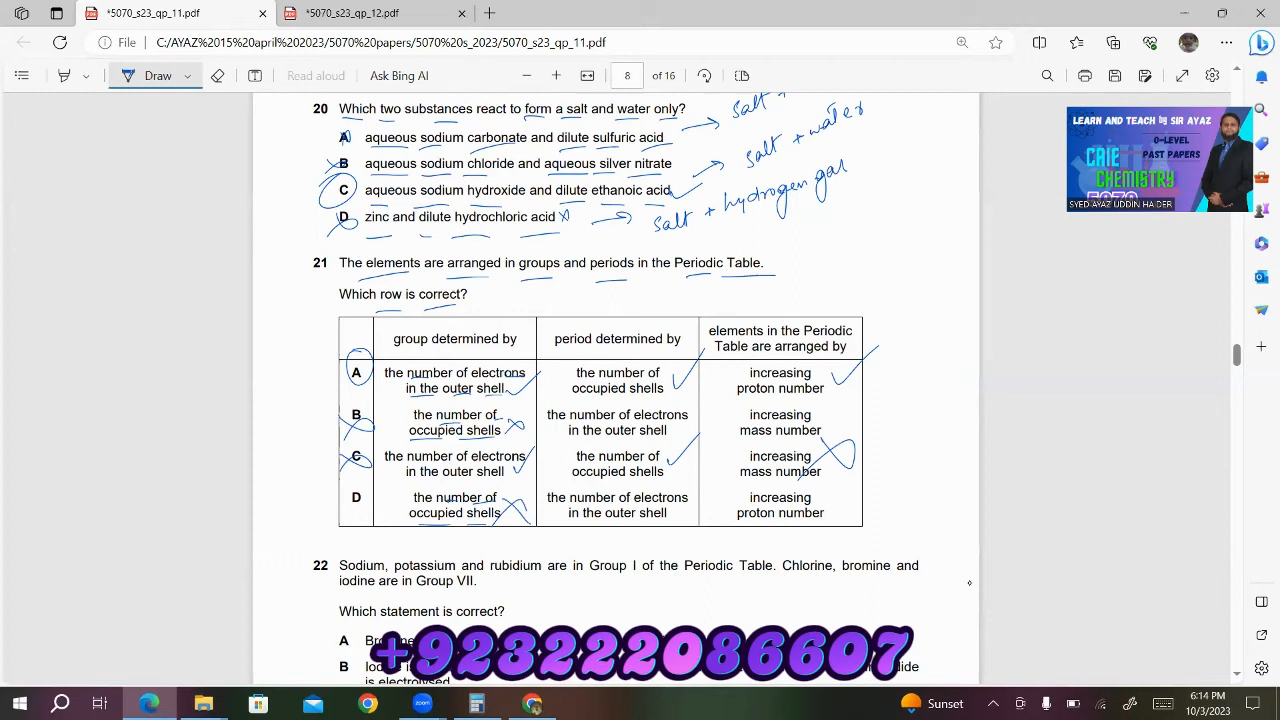 *5070_s23_qp_11.pdf
*5070_s23_qp_12.pdf
File
C:/AYAZ%2015%20april%202023/5070%20papers/5070%20s_2023/5070_s23_qp_11.pdf
Draw
Read aloud
Ask Bing AI
8 of 16
20 Which two substances react to form a salt and water only?
salt +
A aqueous sodium carbonate and dilute sulfuric acid
salt + water
B aqueous sodium chloride and aqueous silver nitrate
C aqueous sodium hydroxide and dilute ethanoic acid
salt + hydrogen gas
D zinc and dilute hydrochloric acid
21 The elements are arranged in groups and periods in the Periodic Table.
Which row is correct?
group determined by
period determined by
elements in the Periodic
Table are arranged by
A
the number of electrons
in the outer shell
the number of
occupied shells
increasing
proton number
B
the number of
occupied shells
the number of electrons
in the outer shell
increasing
mass number
C
the number of electrons
in the outer shell
the number of
occupied shells
increasing
mass number
D
the number of
occupied shells
the number of electrons
in the outer shell
increasing
proton number
22 Sodium, potassium and rubidium are in Group I of the Periodic Table. Chlorine, bromine and
iodine are in Group VII.
Which statement is correct?
A
B
is electrolysed
+923222086607
LEARN AND TEACH by SIR AYAZ
O-LEVEL
PAST PAPERS
CAIE
CHEMISTRY
5070
SYED AYAZ UDDIN HAIDER
Sunset
6:14 PM
10/3/2023